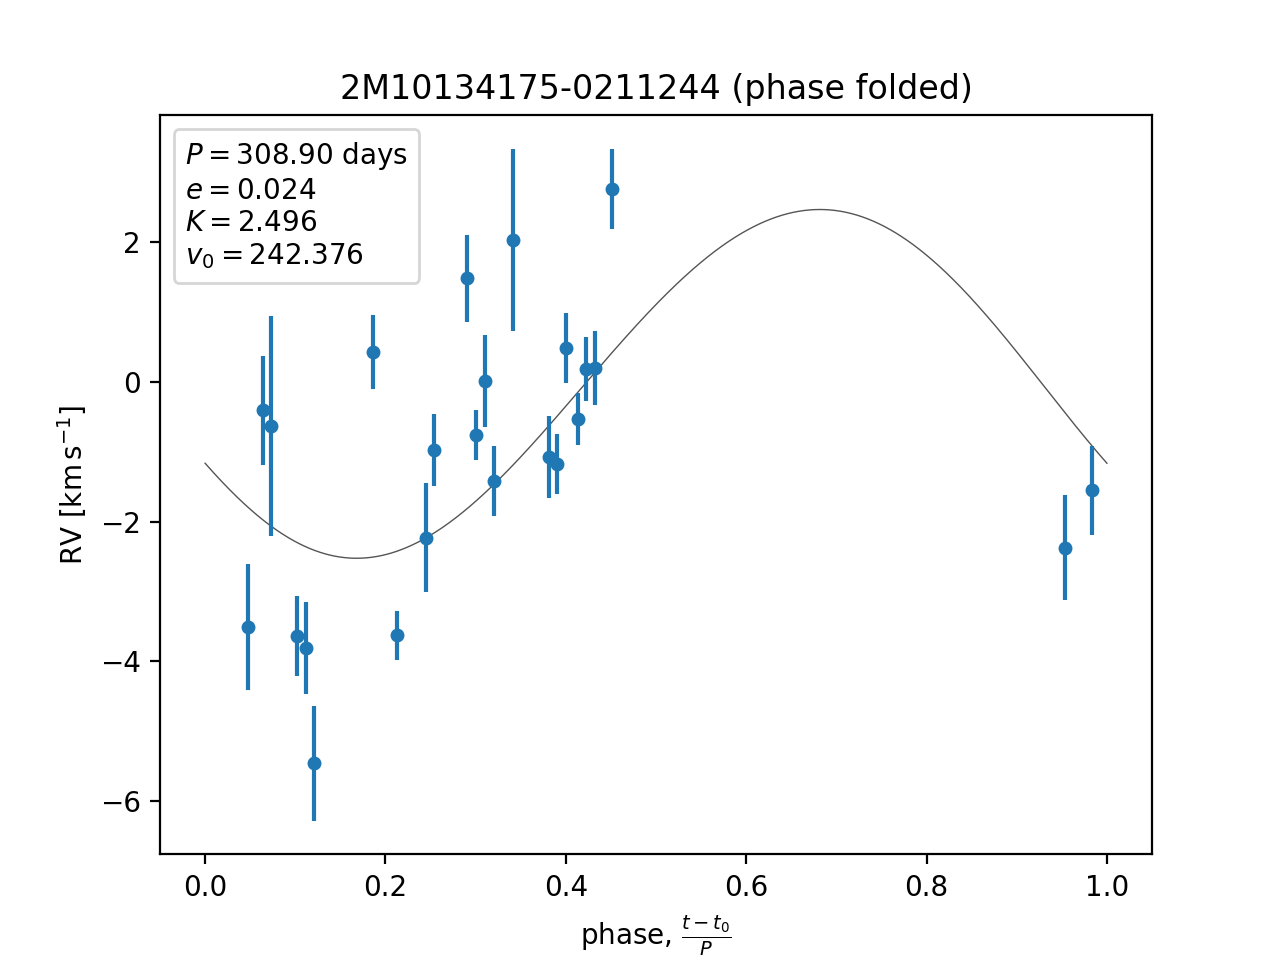 2M10134175-0211244 (phase folded)
P = 308.90 days
e = 0.024
K = 2.496
v₀ = 242.376
2
0
−2
−4
−6
RV [km s⁻¹]
0.0 0.2 0.4 0.6 0.8 1.0
phase, (t − t₀)/P